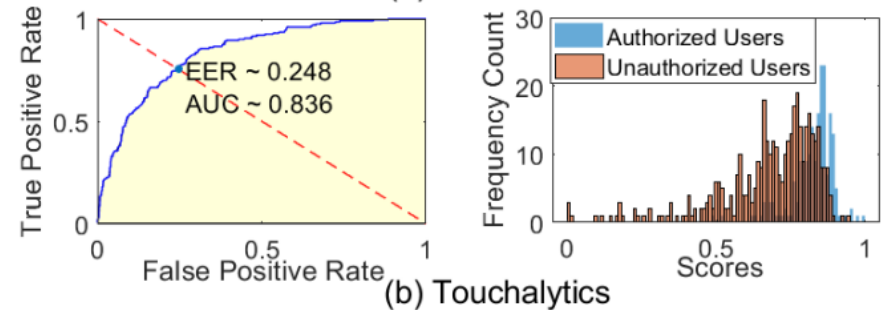 True Positive Rate
1
0.5
0
EER ~ 0.248
AUC ~ 0.836
0 0.5 1
False Positive Rate
Frequency Count
30
20
10
0
Authorized Users
Unauthorized Users
0 0.5 1
Scores
(b) Touchalytics